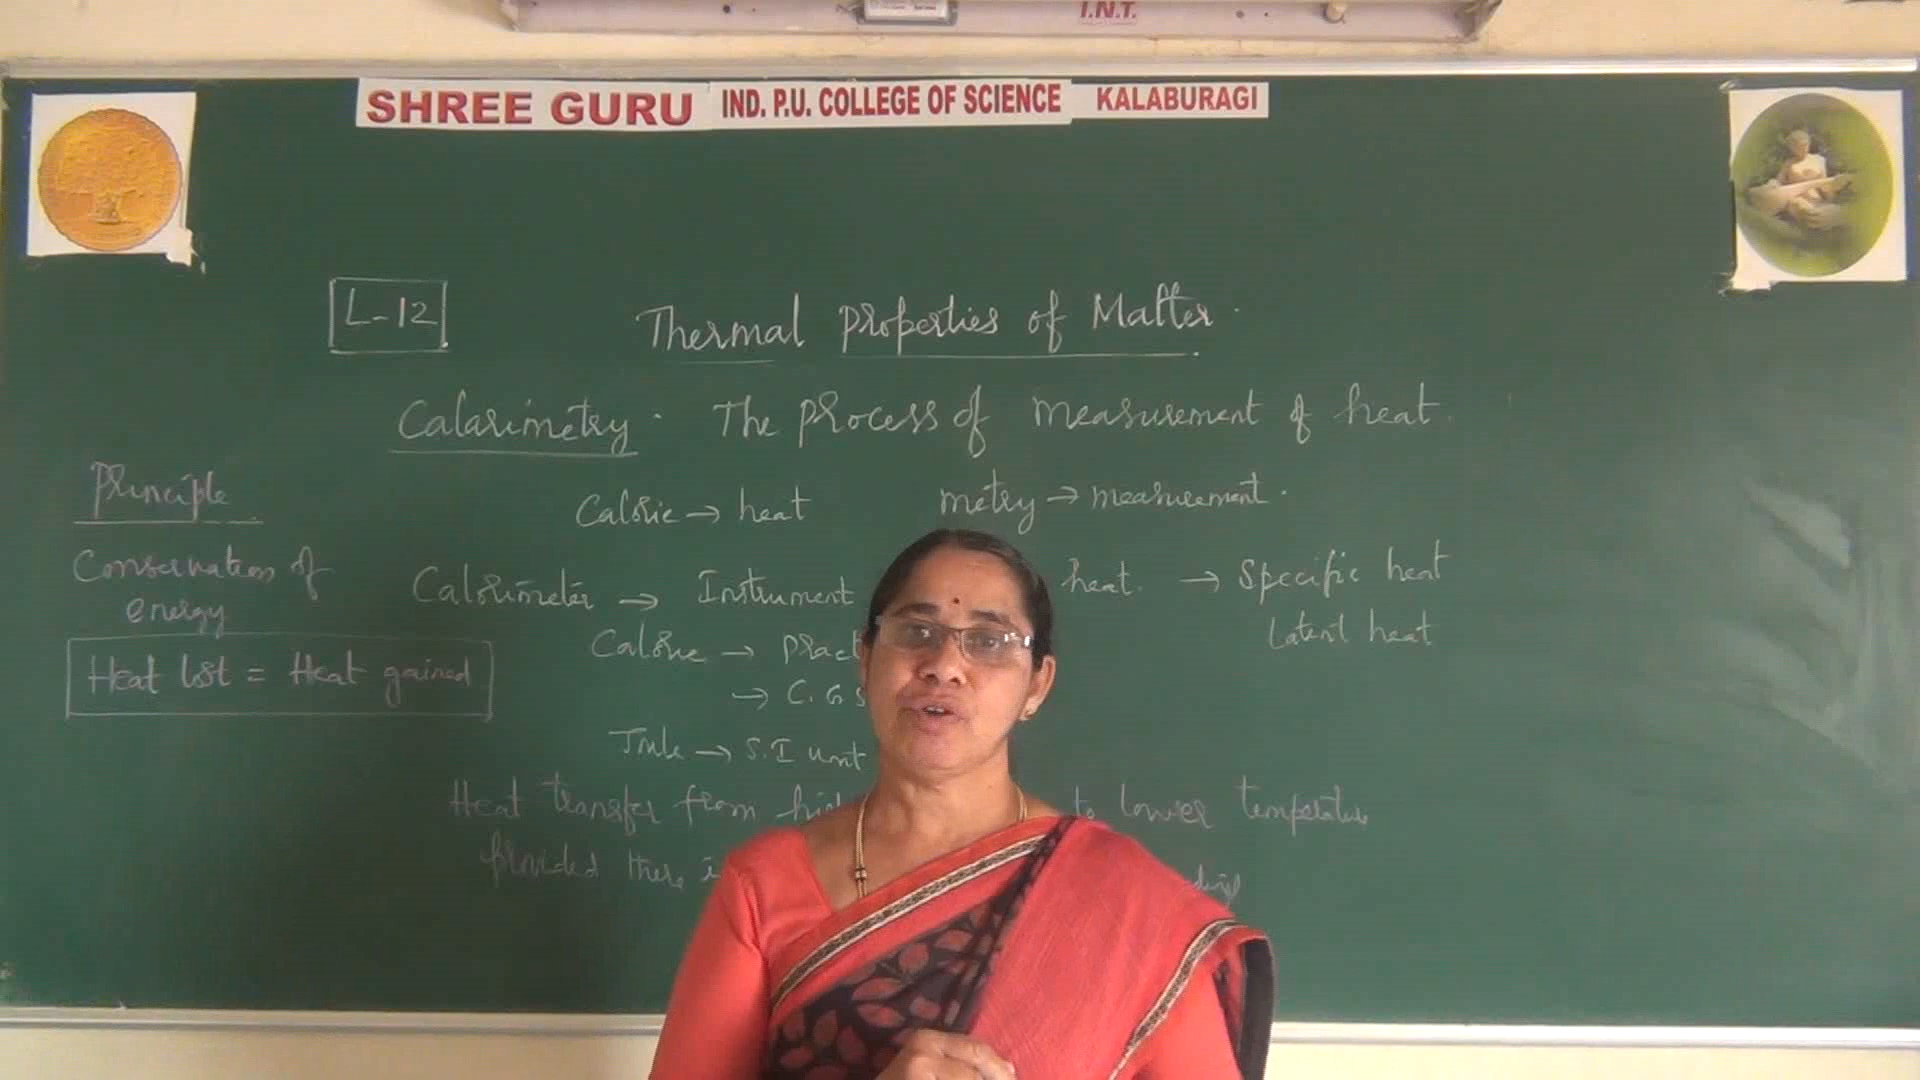 I.N.T.
SHREE GURU IND. P.U. COLLEGE OF SCIENCE KALABURAGI
L-12
Thermal Properties of Matter.
Calarimetry. The process of measurement of heat.
Calorie → heat metry → measurement.
Calorimeter → Instrument heat. → Specific heat
Latent heat
Calorie → pract
→ C.G.S
Joule → S.I unit
Heat transfer from hig to lower temperature
provided there i
Principle
Conservation of
energy
Heat lost = Heat gained